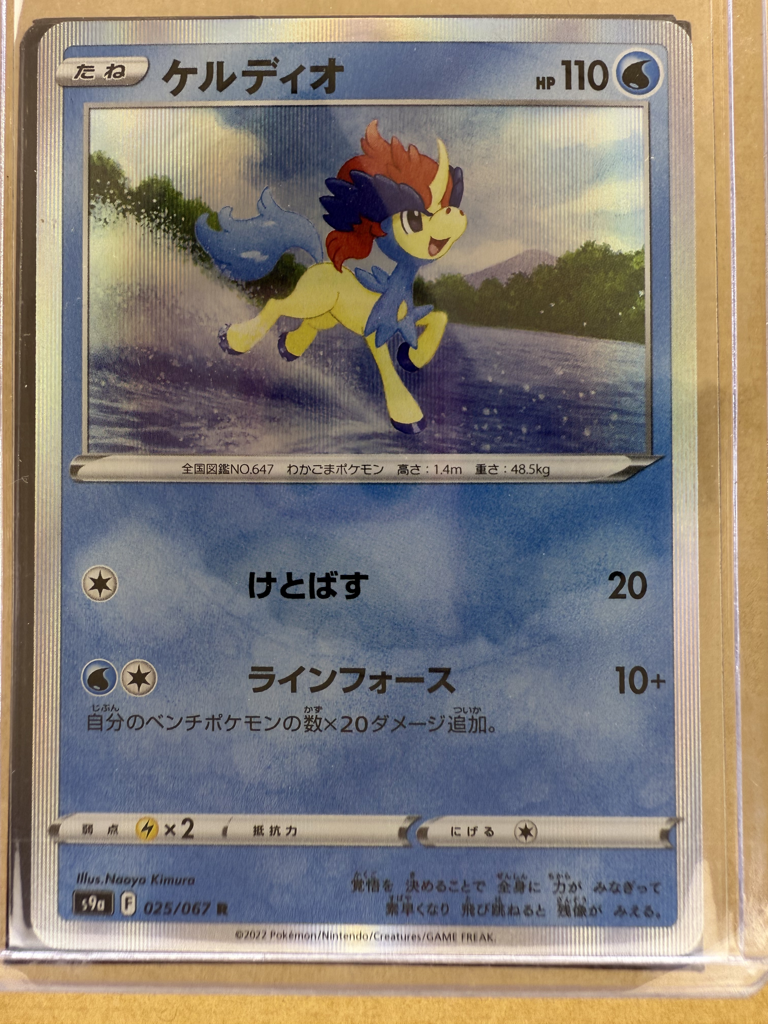 たね ケルディオ HP 110
全国図鑑NO.647 わかごまポケモン 高さ：1.4m 重さ：48.5kg
けとばす 20
ラインフォース 10+
自分のベンチポケモンの数×20ダメージ追加。
弱点 ×2 抵抗力 にげる
Illus. Naoyo Kimura
覚悟を 決めることで 全身に 力が みなぎって
素早くなり 飛び跳ねると 残像が みえる。
s9a F 025/067 R
©2022 Pokémon/Nintendo/Creatures/GAME FREAK.